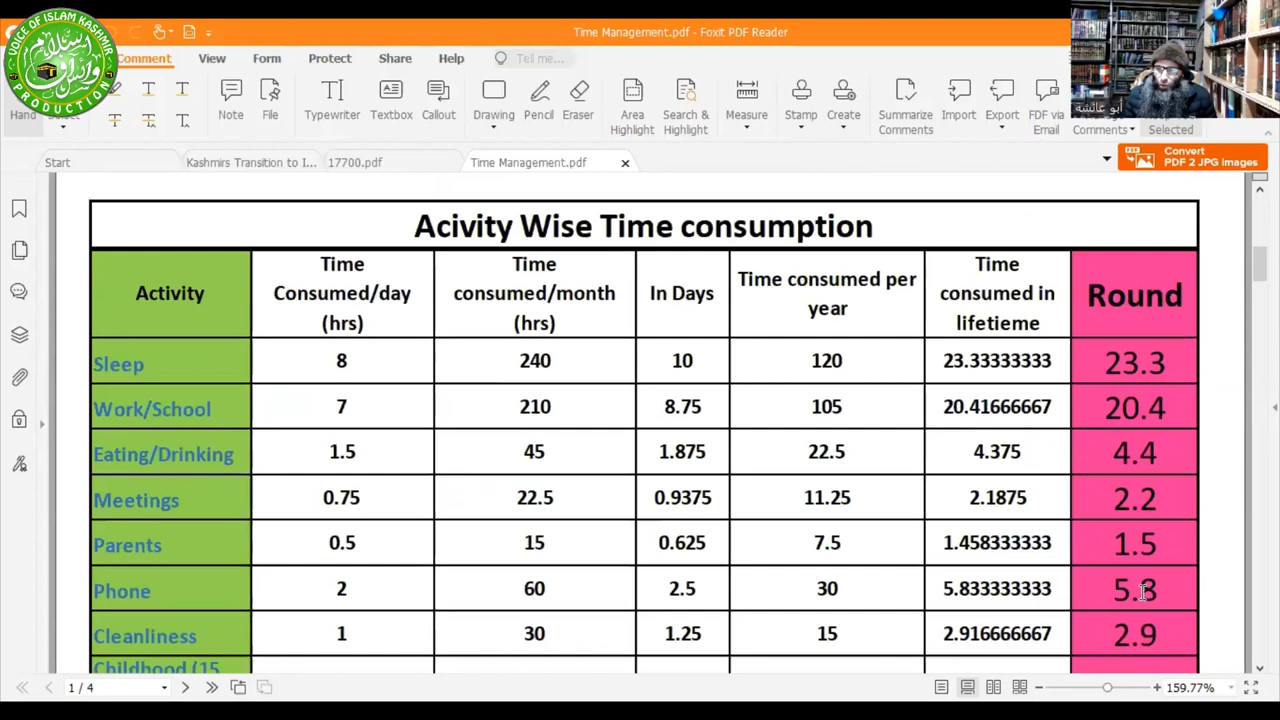 VOICE OF ISLAM KASHMIR
PRODUCTION
Time Management.pdf - Foxit PDF Reader
Comment View Form Protect Share Help Tell me...
Hand
Note
File
Typewriter
Callout
Drawing
Pencil
Eraser
Area
Highlight
Search &
Highlight
Measure
Stamp
Create
Summarize
Comments
Import
Export
FDF via
Email
Comments
Selected
أبو عائشة
Start
Kashmirs Transition to I...
17700.pdf
Time Management.pdf
Convert
PDF 2 JPG Images
Acivity Wise Time consumption
Activity
Time
Consumed/day
(hrs)
Time
consumed/month
(hrs)
In Days
Time consumed per
year
Time
consumed in
lifetieme
Round
Sleep 8 240 10 120 23.33333333 23.3
Work/School 7 210 8.75 105 20.41666667 20.4
Eating/Drinking 1.5 45 1.875 22.5 4.375 4.4
Meetings 0.75 22.5 0.9375 11.25 2.1875 2.2
Parents 0.5 15 0.625 7.5 1.458333333 1.5
Phone 2 60 2.5 30 5.833333333 5.8
Cleanliness 1 30 1.25 15 2.916666667 2.9
Childhood (15
1 / 4
159.77%